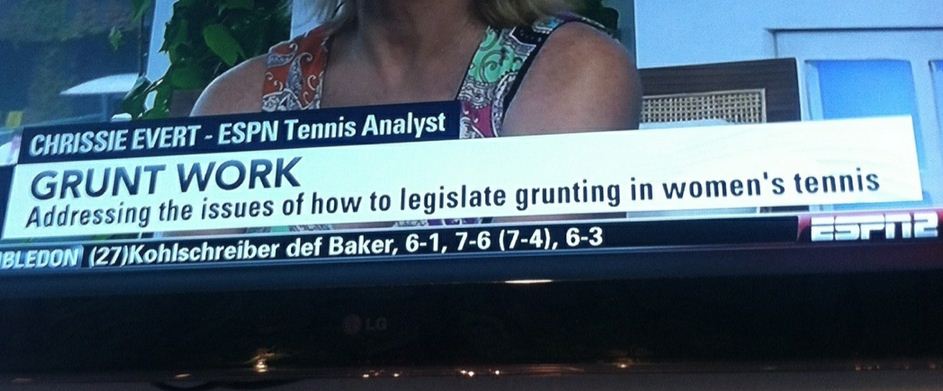 CHRISSIE EVERT - ESPN Tennis Analyst
GRUNT WORK
Addressing the issues of how to legislate grunting in women's tennis
BLEDON (27)Kohlschreiber def Baker, 6-1, 7-6 (7-4), 6-3
ESPN2
LG